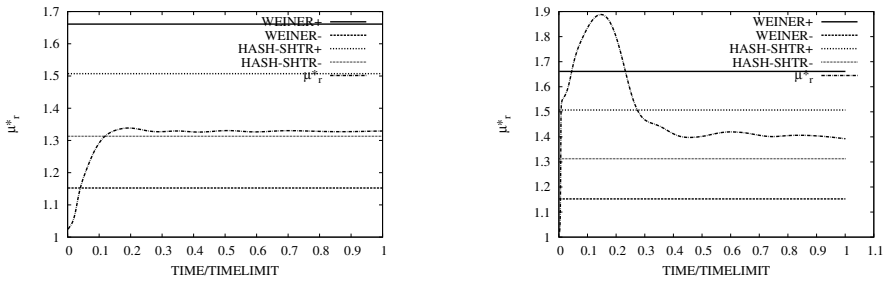 1.7
1.6
1.5
1.4
1.3
1.2
1.1
1
μ*r
WEINER+
WEINER-
HASH-SHTR+
HASH-SHTR-
μ*r
0 0.1 0.2 0.3 0.4 0.5 0.6 0.7 0.8 0.9 1
TIME/TIMELIMIT
1.9
1.8
1.7
1.6
1.5
1.4
1.3
1.2
1.1
1
μ*r
WEINER+
WEINER-
HASH-SHTR+
HASH-SHTR-
μ*r
0 0.1 0.2 0.3 0.4 0.5 0.6 0.7 0.8 0.9 1 1.1
TIME/TIMELIMIT